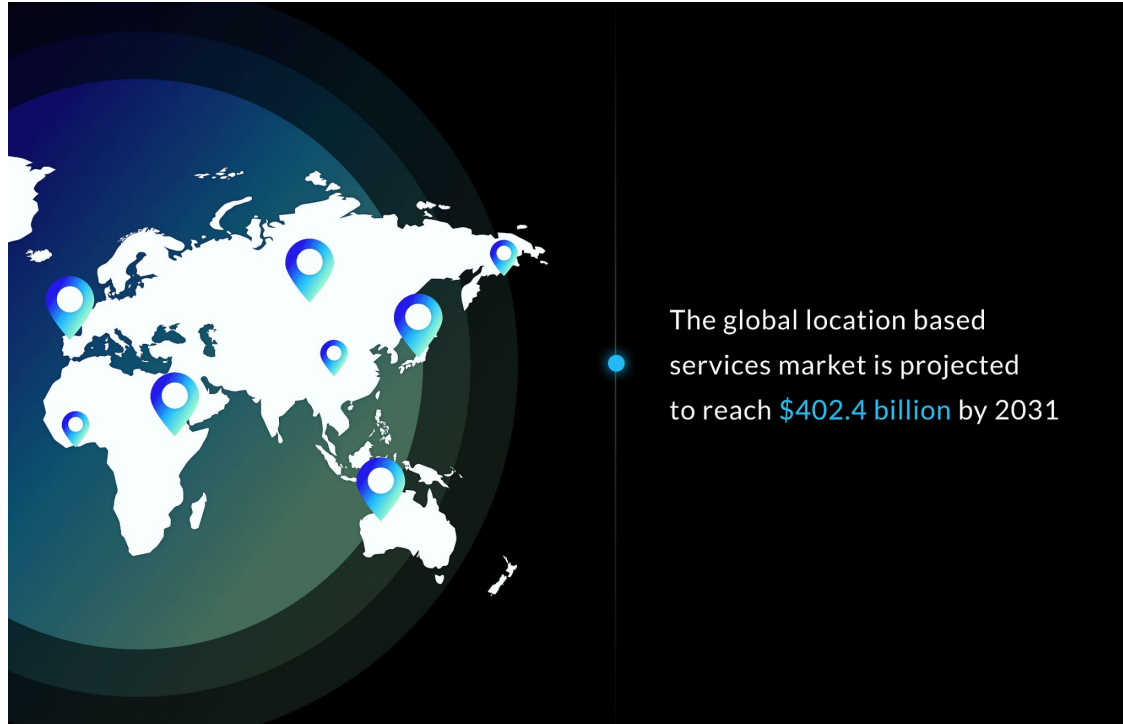 The global location based
services market is projected
to reach $402.4 billion by 2031